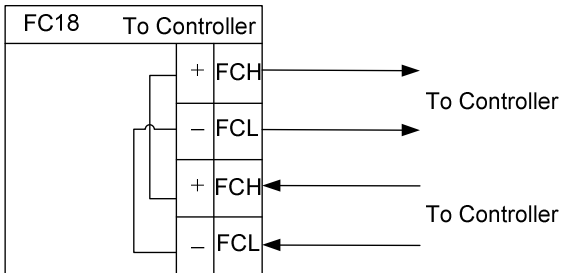 FC18 To Controller
+ FCH
− FCL
To Controller
+ FCH
− FCL
To Controller